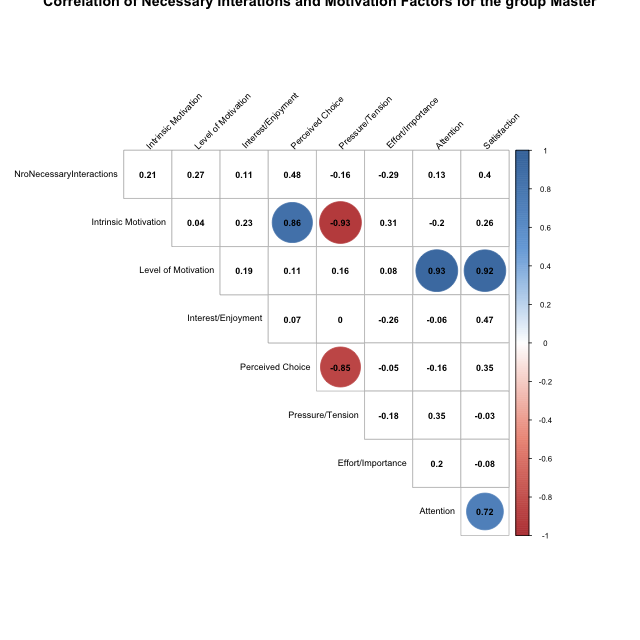 Correlation of Necessary Interations and Motivation Factors for the group Master
Intrinsic Motivation
Level of Motivation
Interest/Enjoyment
Perceived Choice
Pressure/Tension
Effort/Importance
Attention
Satisfaction
NroNecessaryInteractions 0.21 0.27 0.11 0.48 -0.16 -0.29 0.13 0.4
Intrinsic Motivation 0.04 0.23 0.86 -0.93 0.31 -0.2 0.26
Level of Motivation 0.19 0.11 0.16 0.08 0.93 0.92
Interest/Enjoyment 0.07 0 -0.26 -0.06 0.47
Perceived Choice -0.85 -0.05 -0.16 0.35
Pressure/Tension -0.18 0.35 -0.03
Effort/Importance 0.2 -0.08
Attention 0.72
1
0.8
0.6
0.4
0.2
0
-0.2
-0.4
-0.6
-0.8
-1